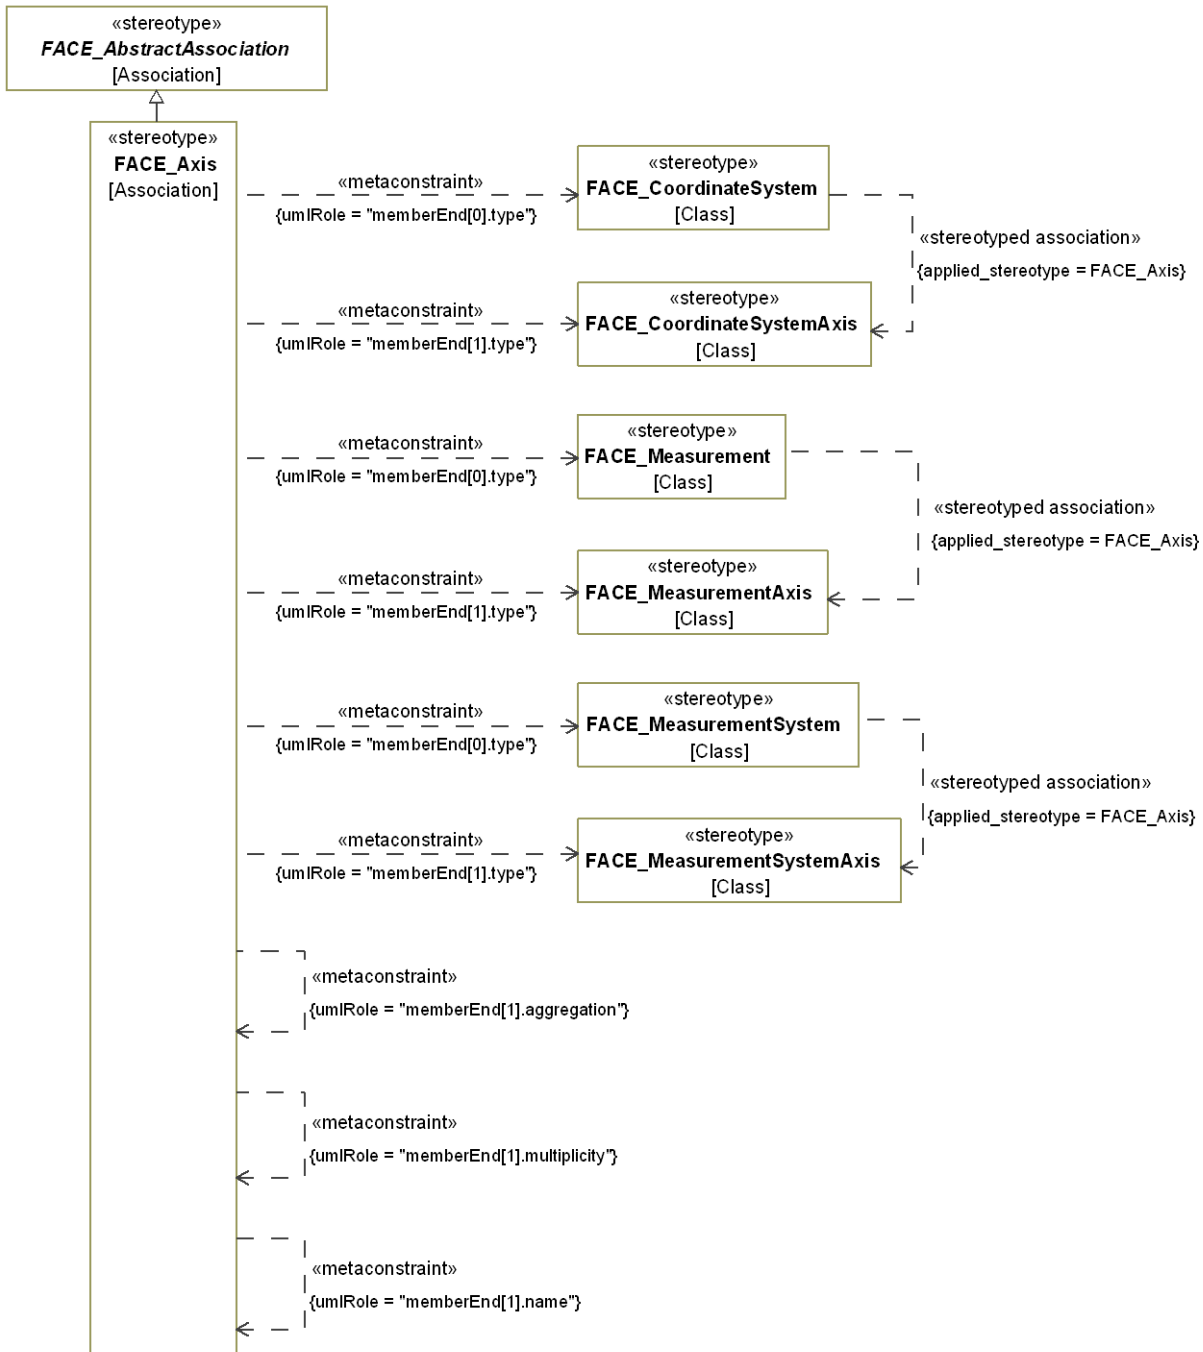 «stereotype»
FACE_AbstractAssociation
[Association]
«stereotype»
FACE_Axis
[Association]
«metaconstraint»
{umlRole = "memberEnd[0].type"}
«stereotype»
FACE_CoordinateSystem
[Class]
«stereotyped association»
{applied_stereotype = FACE_Axis}
«metaconstraint»
{umlRole = "memberEnd[1].type"}
«stereotype»
FACE_CoordinateSystemAxis
[Class]
«metaconstraint»
{umlRole = "memberEnd[0].type"}
«stereotype»
FACE_Measurement
[Class]
«stereotyped association»
{applied_stereotype = FACE_Axis}
«metaconstraint»
{umlRole = "memberEnd[1].type"}
«stereotype»
FACE_MeasurementAxis
[Class]
«metaconstraint»
{umlRole = "memberEnd[0].type"}
«stereotype»
FACE_MeasurementSystem
[Class]
«stereotyped association»
{applied_stereotype = FACE_Axis}
«metaconstraint»
{umlRole = "memberEnd[1].type"}
«stereotype»
FACE_MeasurementSystemAxis
[Class]
«metaconstraint»
{umlRole = "memberEnd[1].aggregation"}
«metaconstraint»
{umlRole = "memberEnd[1].multiplicity"}
«metaconstraint»
{umlRole = "memberEnd[1].name"}